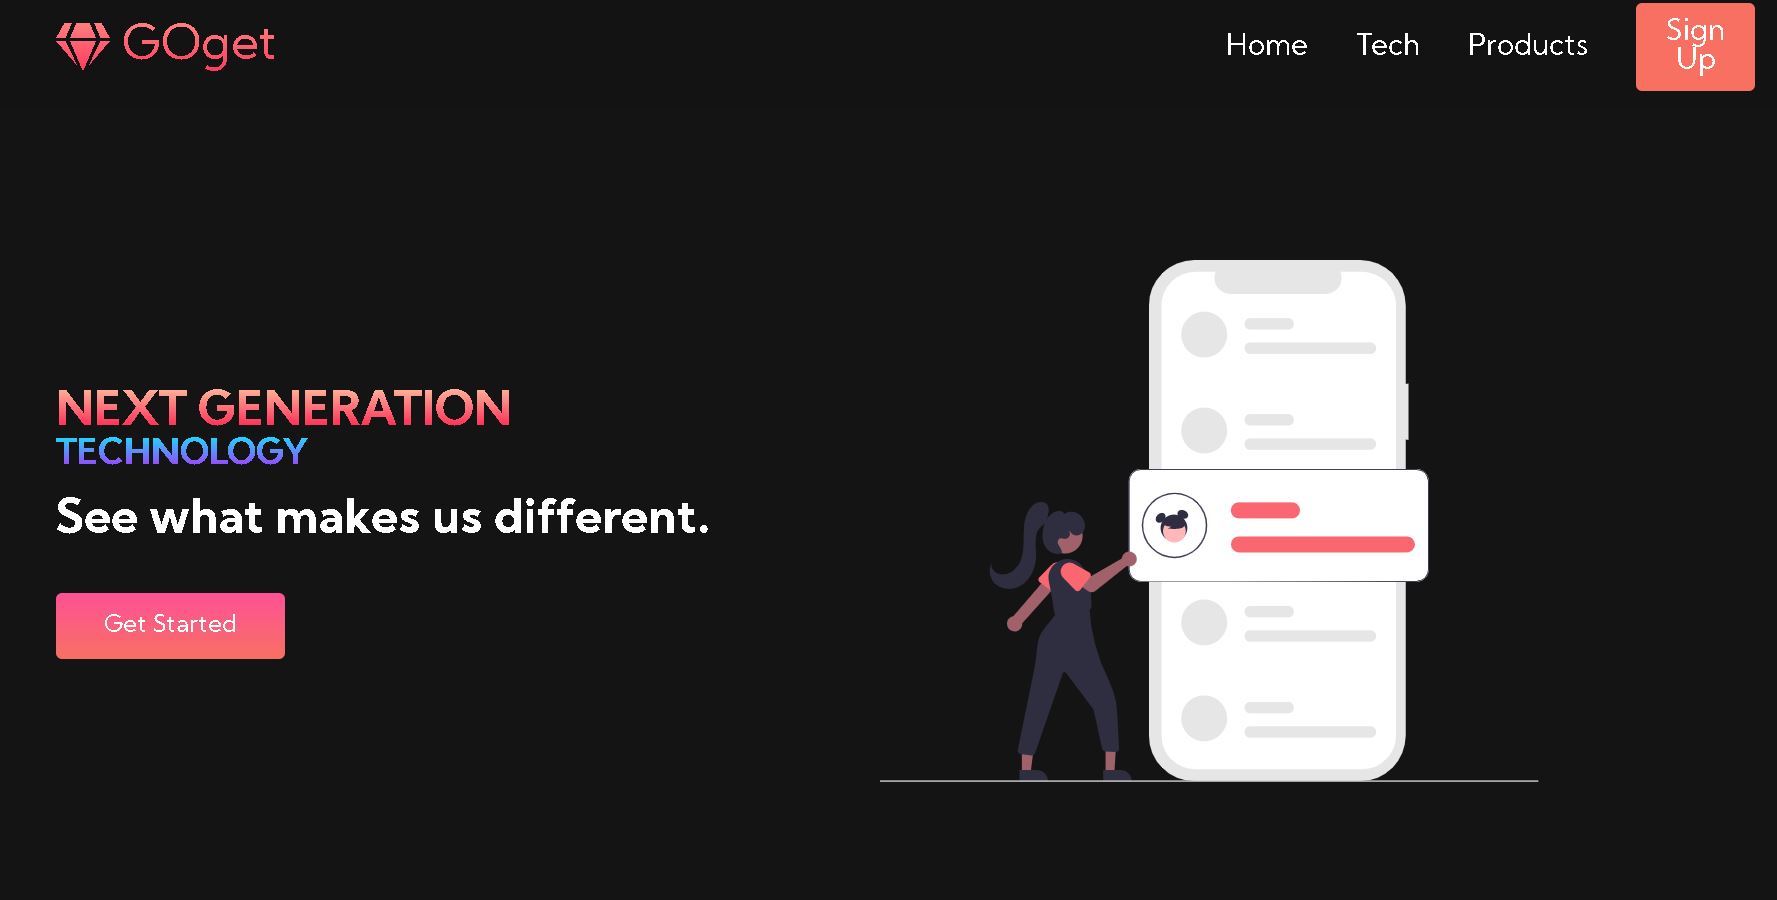 GOget
Home Tech Products Sign
Up
NEXT GENERATION
TECHNOLOGY
See what makes us different.
Get Started